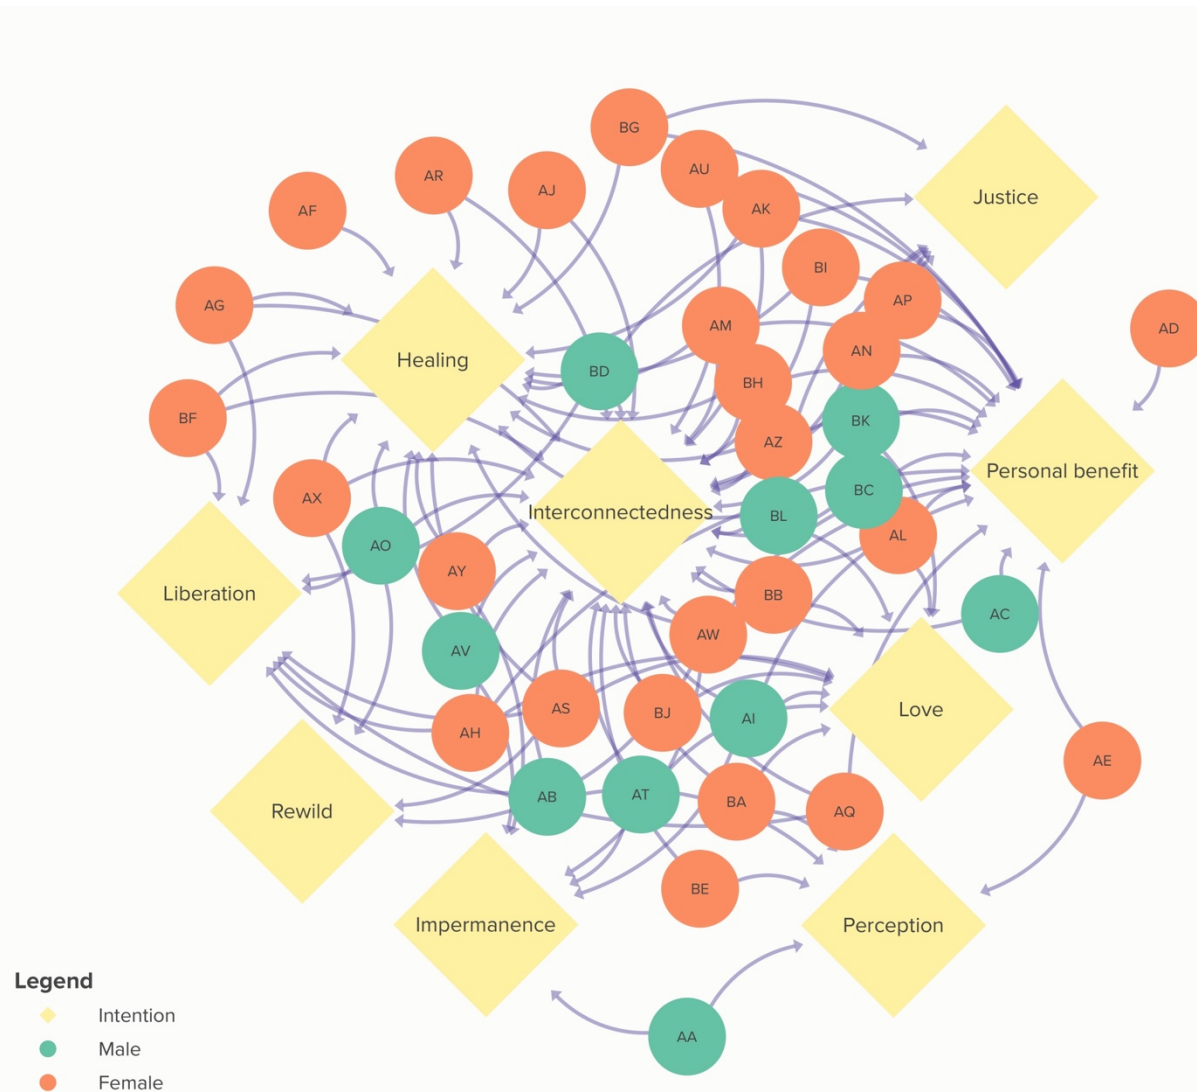 BG
AU
AR
AJ
AK
AF
Justice
BI
AG
AP
AM
AD
AN
Healing
BD
BH
BF
BK
AZ
Personal benefit
AX
BC
Interconnectedness
BL
AL
AO
AY
Liberation
BB
AC
AW
AV
AS
Love
BJ
AI
AH
AE
AB
AT
BA
Rewild
AQ
BE
Impermanence
Perception
Legend
Intention
AA
Male
Female